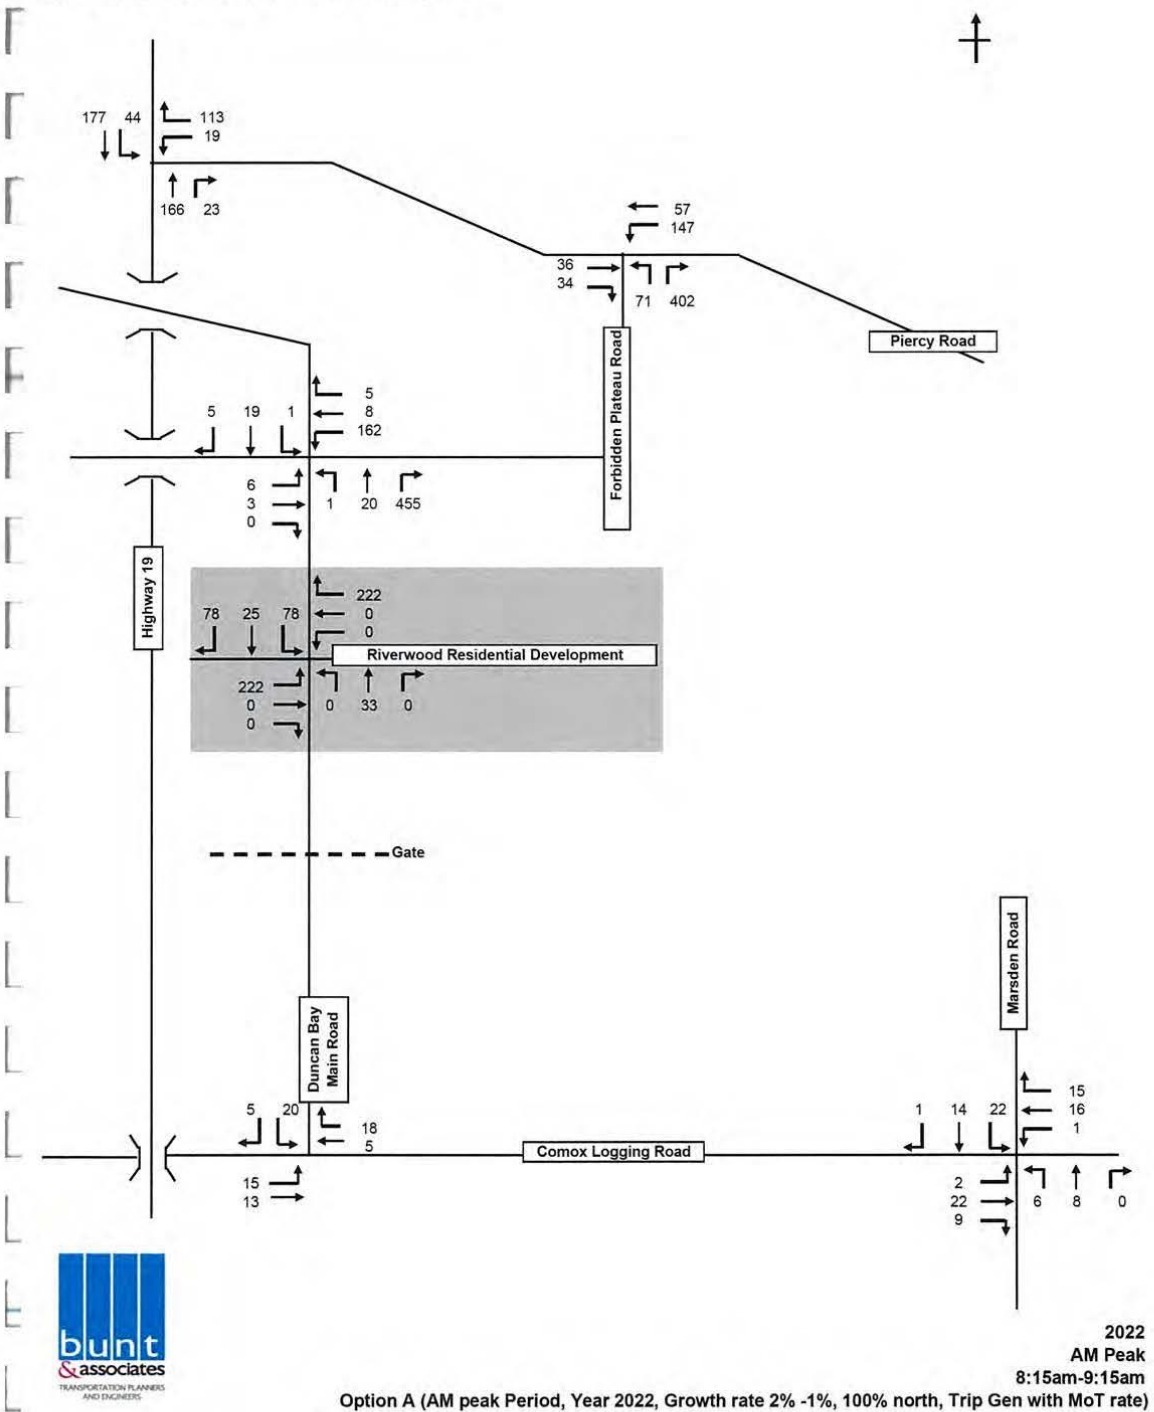 177 44 113
19
166 23
57
147
36
34
71 402
Piercy Road
Forbidden Plateau Road
5
5 19 1 8
162
6
3 1 20 455
0
Highway 19
222
78 25 78 0
0
Riverwood Residential Development
222
0 0 33 0
0
Gate
Marsden Road
Duncan Bay
Main Road
5 20 18
5
Comox Logging Road
15
13
15
1 14 22 16
1
2
22 6 8 0
9
bunt
& associates
TRANSPORTATION PLANNERS
AND ENGINEERS
2022
AM Peak
8:15am-9:15am
Option A (AM peak Period, Year 2022, Growth rate 2% -1%, 100% north, Trip Gen with MoT rate)